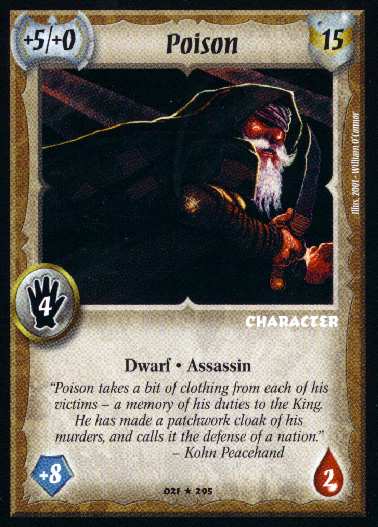 +5/+0
Poison
15
Illus. 2001 • William O'Connor
4
CHARACTER
Dwarf • Assassin
“Poison takes a bit of clothing from each of his
victims – a memory of his duties to the King.
He has made a patchwork cloak of his
murders, and calls it the defense of a nation.”
– Kohn Peacehand
+8
021 ★ 295
2